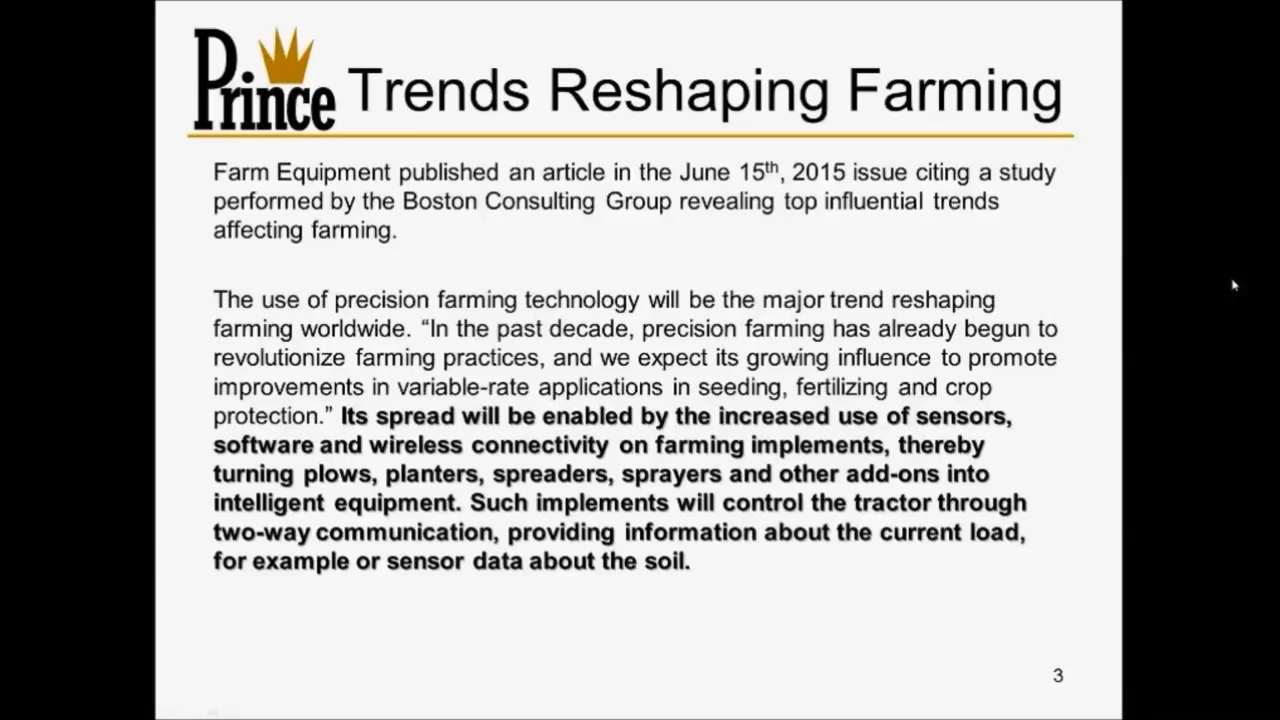 Prince
Trends Reshaping Farming
Farm Equipment published an article in the June 15th, 2015 issue citing a study
performed by the Boston Consulting Group revealing top influential trends
affecting farming.
The use of precision farming technology will be the major trend reshaping
farming worldwide. “In the past decade, precision farming has already begun to
revolutionize farming practices, and we expect its growing influence to promote
improvements in variable-rate applications in seeding, fertilizing and crop
protection.” Its spread will be enabled by the increased use of sensors,
software and wireless connectivity on farming implements, thereby
turning plows, planters, spreaders, sprayers and other add-ons into
intelligent equipment. Such implements will control the tractor through
two-way communication, providing information about the current load,
for example or sensor data about the soil.
3